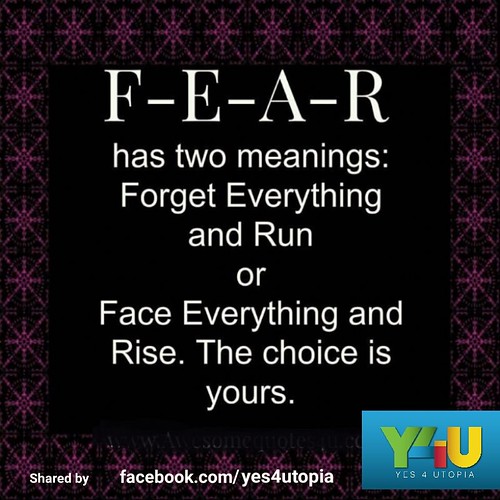 F-E-A-R
has two meanings:
Forget Everything
and Run
or
Face Everything and
Rise. The choice is
yours.
Y4U
YES 4 UTOPIA
Shared by facebook.com/yes4utopia